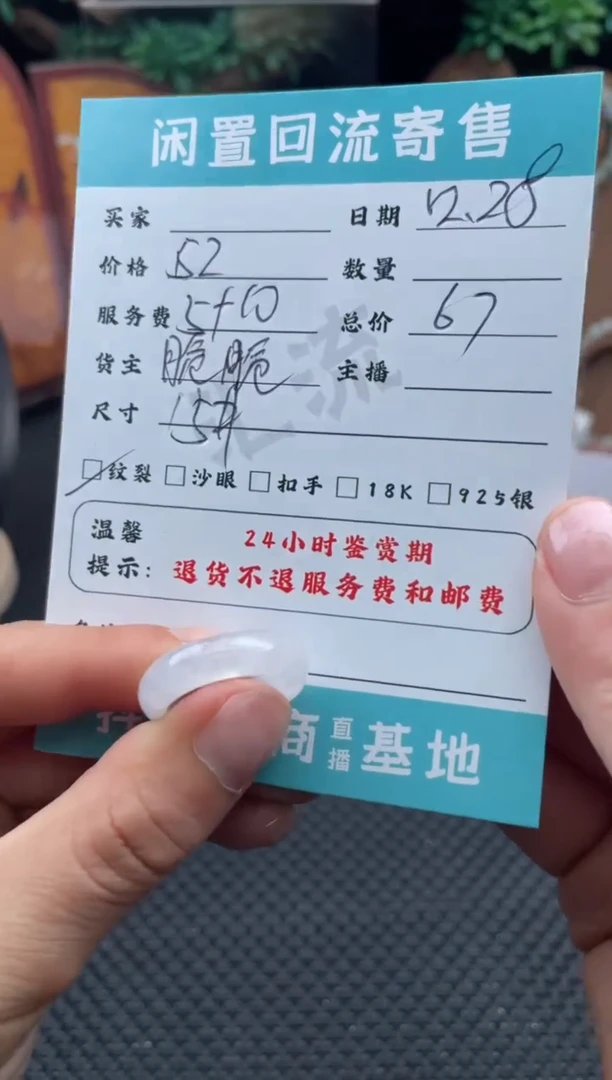 闲置回流寄售
买家 日期 12.28
价格 52 数量
服务费 5+10 总价 67
货主 脆脆 主播
尺寸 15#
纹裂 沙眼 扣手 18K 925银
温馨提示: 24小时鉴赏期
退货不退服务费和邮费
商直播基地